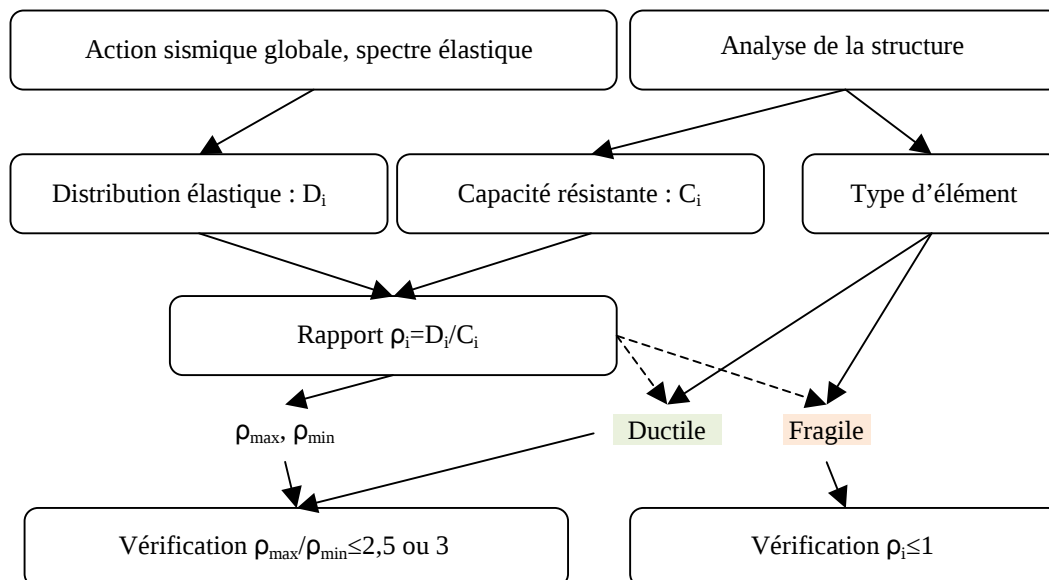 Action sismique globale, spectre élastique
Analyse de la structure
Distribution élastique : Di
Capacité résistante : Ci
Type d’élément
Rapport ρi=Di/Ci
ρmax, ρmin
Ductile
Fragile
Vérification ρmax/ρmin≤2,5 ou 3
Vérification ρi≤1